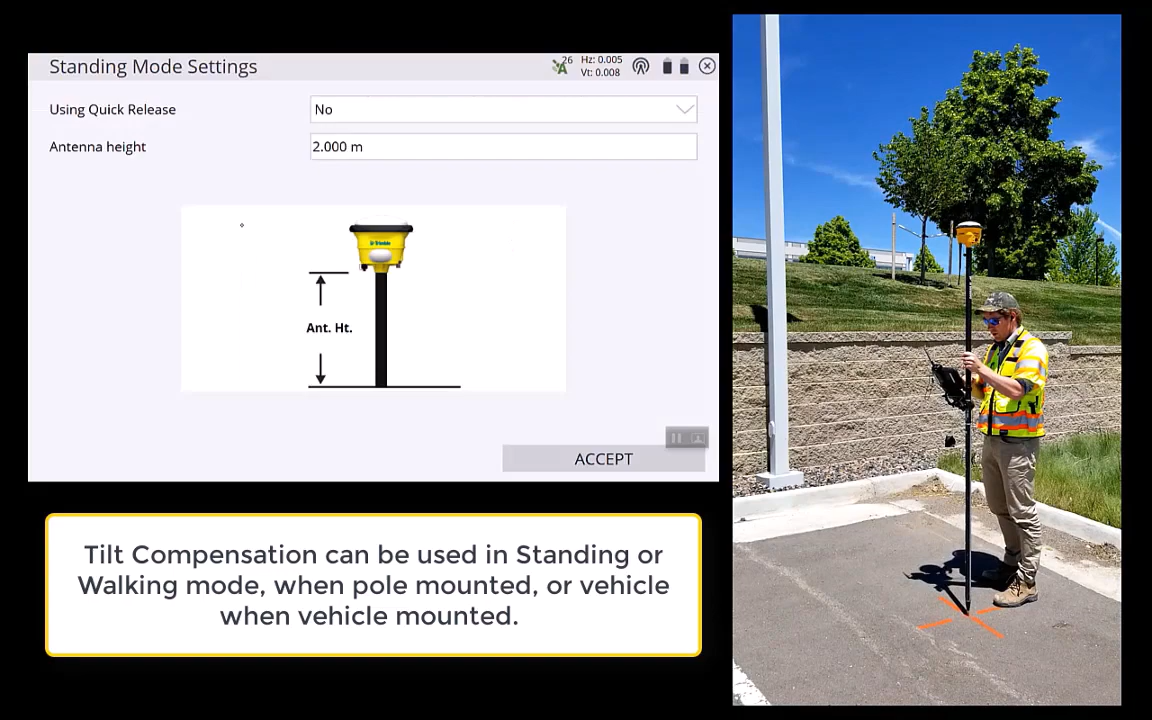 Standing Mode Settings
26
Hz: 0.005
Vt: 0.008
Using Quick Release
No
Antenna height
2.000 m
Trimble
Ant. Ht.
ACCEPT
Tilt Compensation can be used in Standing or
Walking mode, when pole mounted, or vehicle
when vehicle mounted.